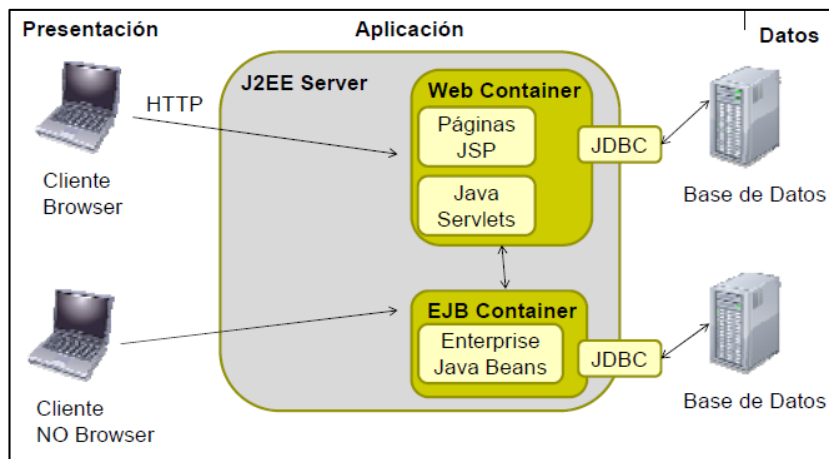 Presentación
Aplicación
Datos
J2EE Server
Web Container
HTTP
Páginas
JSP
JDBC
Cliente
Browser
Java
Servlets
Base de Datos
EJB Container
Enterprise
Java Beans
JDBC
Cliente
NO Browser
Base de Datos